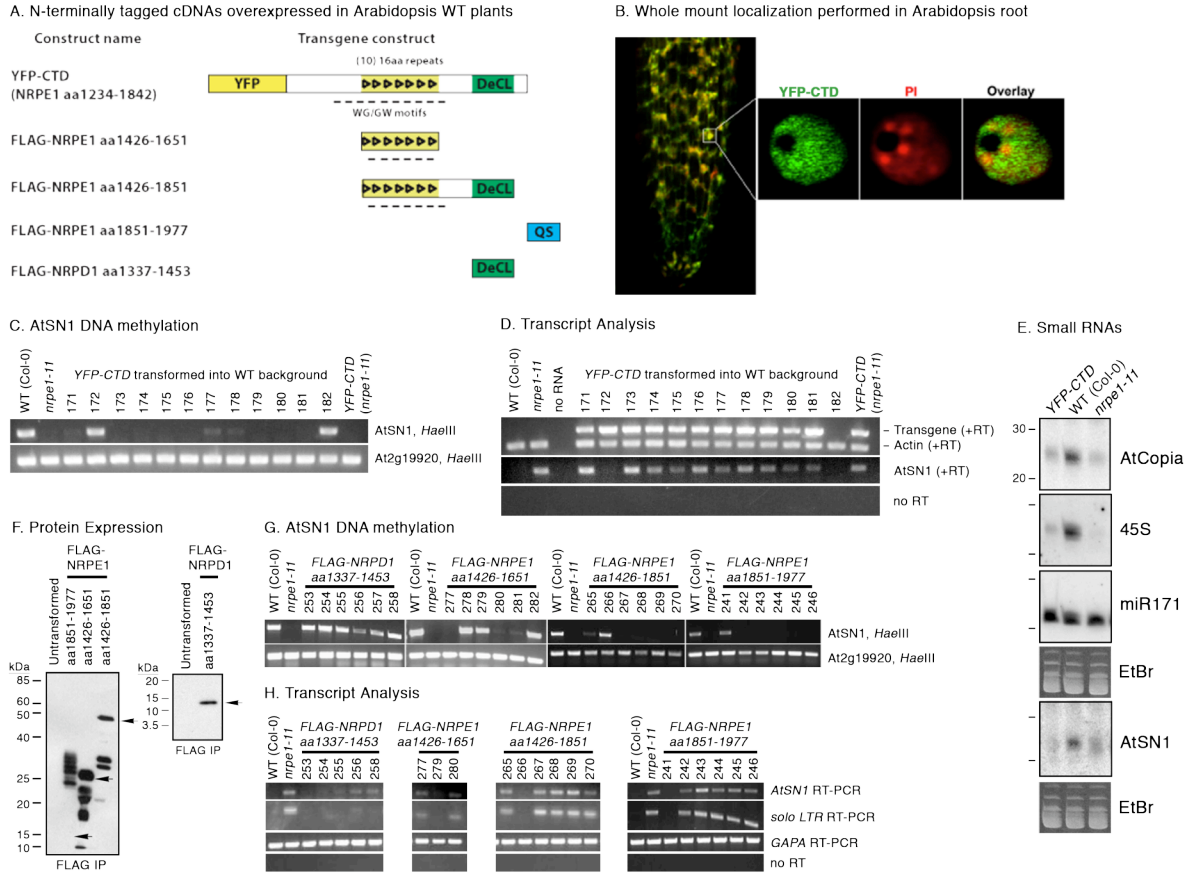 A. N-terminally tagged cDNAs overexpressed in Arabidopsis WT plants
Construct name
Transgene construct
(10) 16aa repeats
YFP-CTD
(NRPE1 aa1234-1842)
YFP
DeCL
WG/GW motifs
FLAG-NRPE1 aa1426-1651
FLAG-NRPE1 aa1426-1851
DeCL
FLAG-NRPE1 aa1851-1977
QS
FLAG-NRPD1 aa1337-1453
DeCL
B. Whole mount localization performed in Arabidopsis root
YFP-CTD
PI
Overlay
C. AtSN1 DNA methylation
WT (Col-0)
nrpe1-11
YFP-CTD transformed into WT background
171 172 173 174 175 176 177 178 179 180 181 182
YFP-CTD
(nrpe1-11)
AtSN1, HaeIII
At2g19920, HaeIII
D. Transcript Analysis
WT (Col-0)
nrpe1-11
no RNA
YFP-CTD transformed into WT background
171 172 173 174 175 176 177 178 179 180 181 182
YFP-CTD
(nrpe1-11)
– Transgene (+RT)
– Actin (+RT)
AtSN1 (+RT)
no RT
E. Small RNAs
YFP-CTD
WT (Col-0)
nrpe1-11
30 –
20 –
AtCopia
45S
miR171
EtBr
AtSN1
EtBr
F. Protein Expression
FLAG-
NRPE1
Untransformed
aa1851-1977
aa1426-1651
aa1426-1851
kDa
85 –
60 –
50 –
40 –
25 –
20 –
15 –
10 –
FLAG IP
FLAG-
NRPD1
Untransformed
aa1337-1453
kDa
20 –
15 –
10 –
3.5 –
FLAG IP
G. AtSN1 DNA methylation
WT (Col-0)
nrpe1-11
FLAG-NRPD1
aa1337-1453
253 254 255 256 257 258
WT (Col-0)
nrpe1-11
FLAG-NRPE1
aa1426-1651
277 278 279 280 281 282
WT (Col-0)
nrpe1-11
FLAG-NRPE1
aa1426-1851
265 266 267 268 269 270
WT (Col-0)
nrpe1-11
FLAG-NRPE1
aa1851-1977
241 242 243 244 245 246
AtSN1, HaeIII
At2g19920, HaeIII
H. Transcript Analysis
WT (Col-0)
nrpe1-11
FLAG-NRPD1
aa1337-1453
253 254 255 256 258
FLAG-NRPE1
aa1426-1651
277 279 280
FLAG-NRPE1
aa1426-1851
265 266 267 268 269 270
WT (Col-0)
nrpe1-11
FLAG-NRPE1
aa1851-1977
241 242 243 244 245 246
AtSN1 RT-PCR
solo LTR RT-PCR
GAPA RT-PCR
no RT